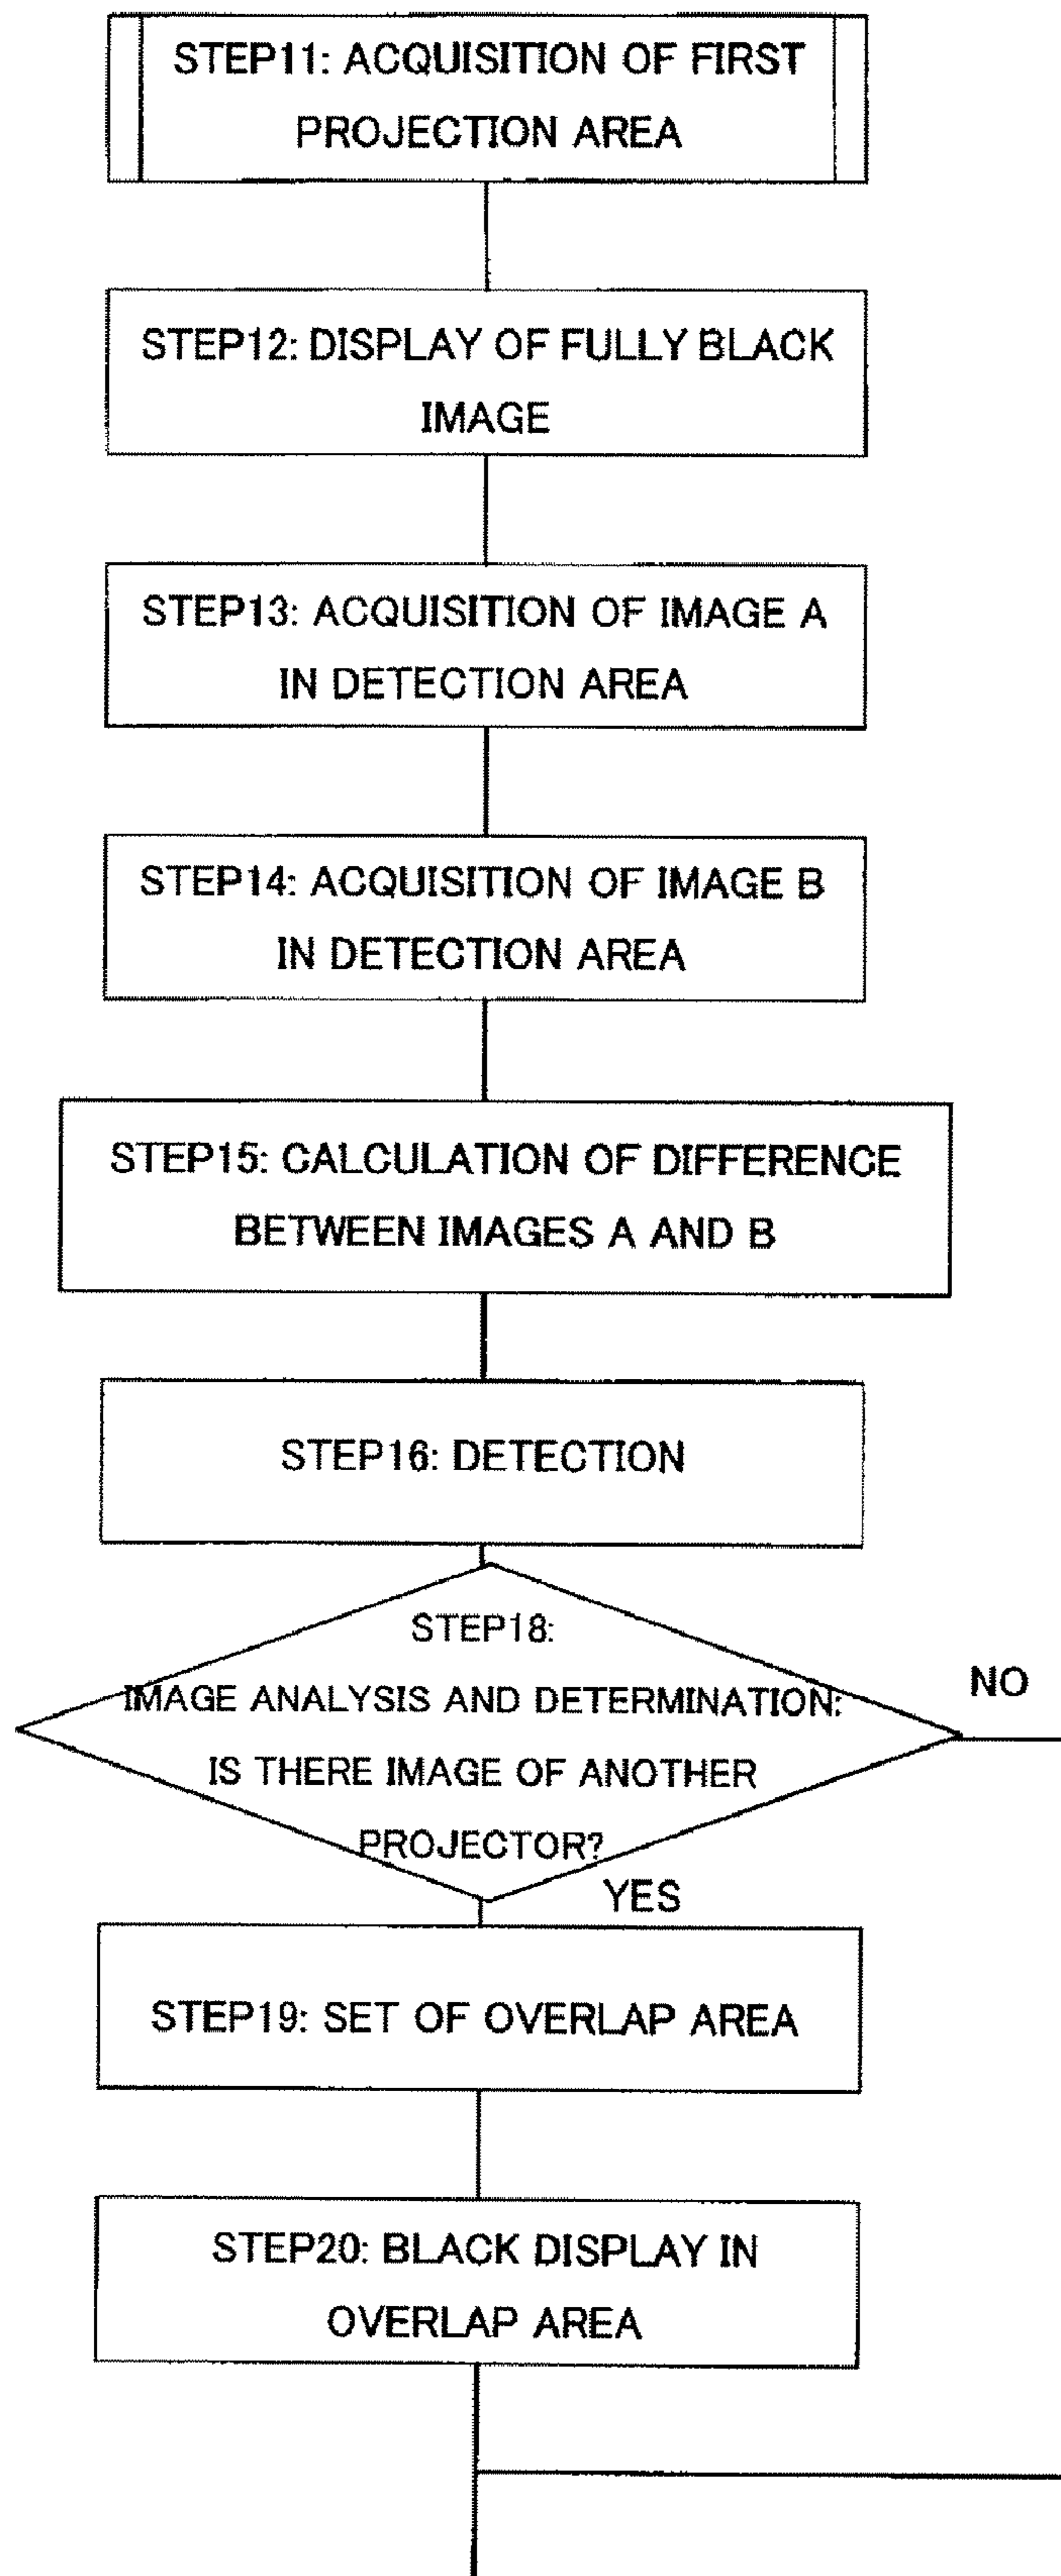 STEP11: ACQUISITION OF FIRST
PROJECTION AREA
STEP12: DISPLAY OF FULLY BLACK
IMAGE
STEP13: ACQUISITION OF IMAGE A
IN DETECTION AREA
STEP14: ACQUISITION OF IMAGE B
IN DETECTION AREA
STEP15: CALCULATION OF DIFFERENCE
BETWEEN IMAGES A AND B
STEP16: DETECTION
STEP18:
IMAGE ANALYSIS AND DETERMINATION:
IS THERE IMAGE OF ANOTHER
PROJECTOR?
NO
YES
STEP19: SET OF OVERLAP AREA
STEP20: BLACK DISPLAY IN
OVERLAP AREA